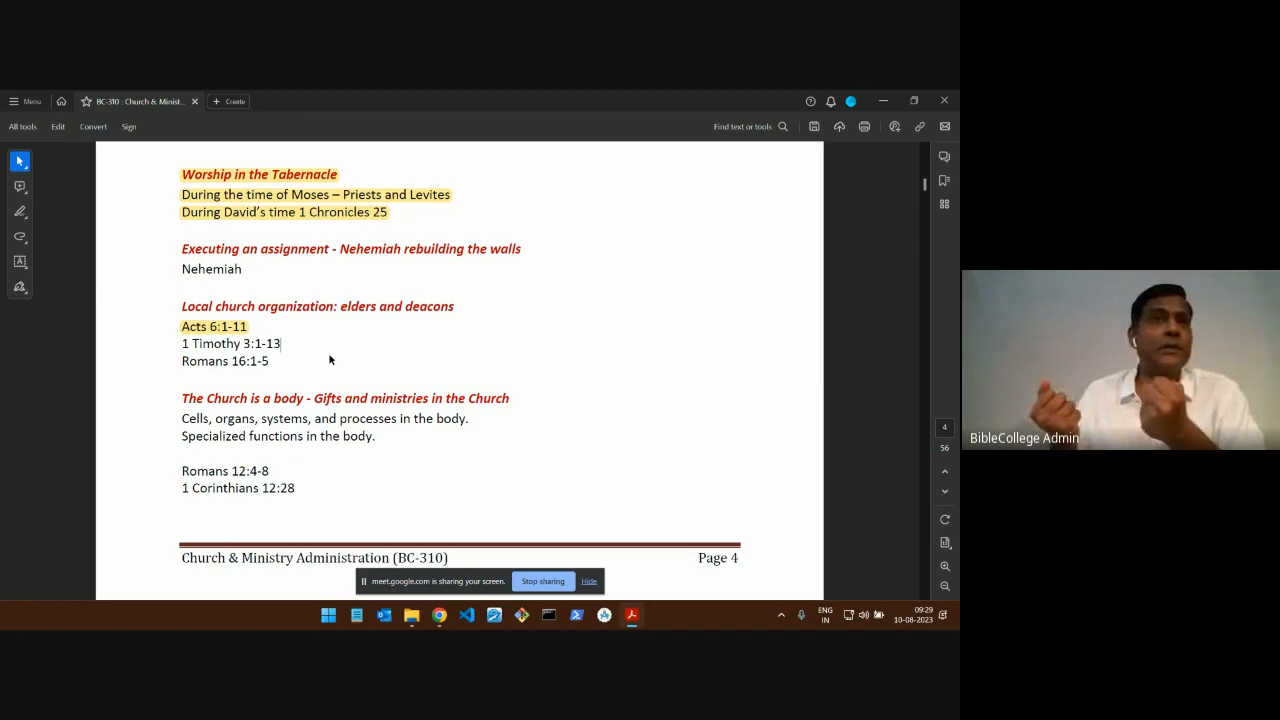 Menu
BC-310 : Church & Minist...
Create
All tools
Edit
Convert
Sign
Find text or tools
Worship in the Tabernacle
During the time of Moses – Priests and Levites
During David's time 1 Chronicles 25
Executing an assignment - Nehemiah rebuilding the walls
Nehemiah
Local church organization: elders and deacons
Acts 6:1-11
1 Timothy 3:1-13
Romans 16:1-5
The Church is a body - Gifts and ministries in the Church
Cells, organs, systems, and processes in the body.
Specialized functions in the body.
Romans 12:4-8
1 Corinthians 12:28
Church & Ministry Administration (BC-310)
Page 4
4
56
meet.google.com is sharing your screen.
Stop sharing
Hide
ENG
IN
09:29
10-08-2023
BibleCollege Admin